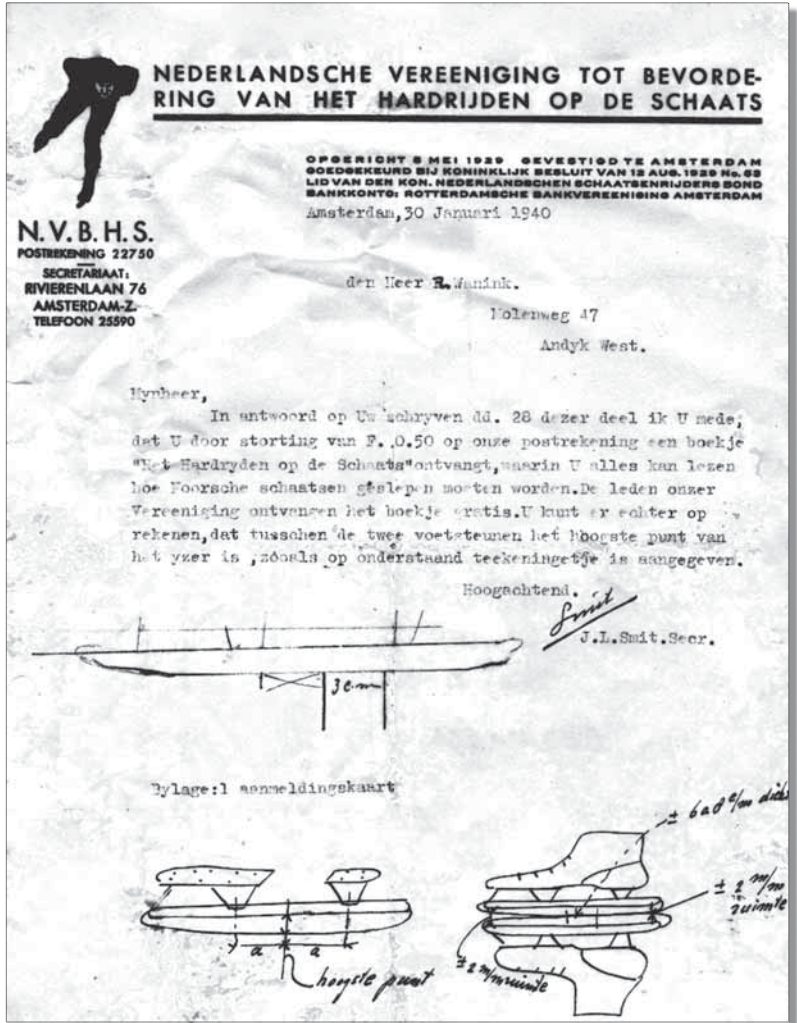 NEDERLANDSCHE VEREENIGING TOT BEVORDE-
RING VAN HET HARDRIJDEN OP DE SCHAATS
OPGERICHT 8 MEI 1929 GEVESTIGD TE AMSTERDAM
GOEDGEKEURD BIJ KONINKLIJK BESLUIT VAN 12 AUG. 1929 No. 63
LID VAN DEN KON. NEDERLANDSCHEN SCHAATSENRIJDERS BOND
BANKKONTO: ROTTERDAMSCHE BANKVEREENIGING AMSTERDAM
N.V.B.H.S.
POSTREKENING 22750
SECRETARIAAT:
RIVIERENLAAN 76
AMSTERDAM-Z.
TELEFOON 25590
Amsterdam,30 Januari 1940
den Heer R.Wanink.
Molenweg 47
Andyk West.
Mynheer,
In antwoord op Uw schryven dd. 28 dezer deel ik U mede,
dat U door storting van F. .0.50 op onze postrekening een boekje
"Het Hardryden op de Schaats"ontvangt,waarin U alles kan lezen
hoe Noorsche schaatsen geslepen moeten worden.De leden onzer
Vereeniging ontvangen het boekje gratis.U kunt er echter op
rekenen,dat tusschen de twee voetsteunen het hoogste punt van
het yzer is ,zooals op onderstaand teekeningetje is aangegeven.
Hoogachtend.
Smit
J.L.Smit.Secr.
3 c.m
Bylage:1 aanmeldingskaart
± 6 a 8 c/m
± 2 m/m
ruimte
a a
hoogste punt
± 2 m/m ruimte